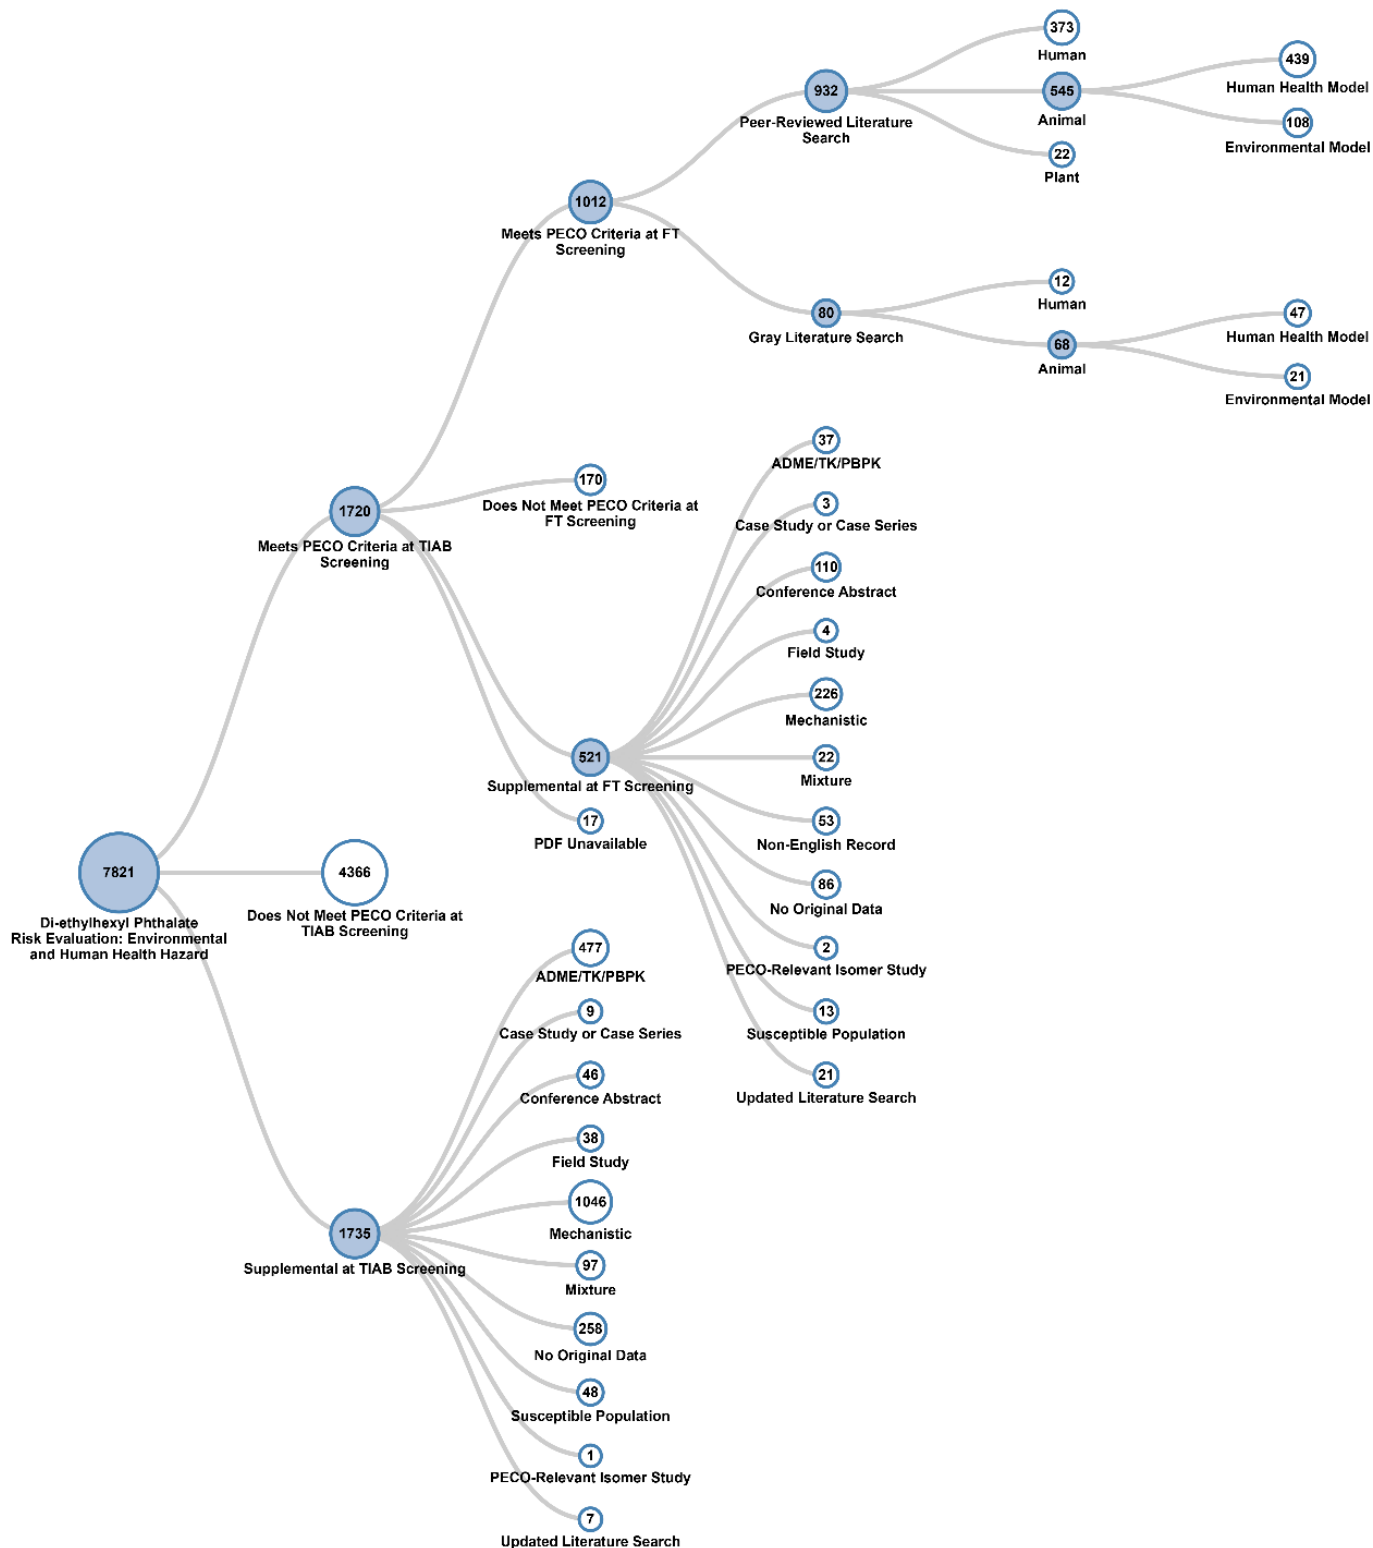 7821
Di-ethylhexyl Phthalate
Risk Evaluation: Environmental
and Human Health Hazard
1720
Meets PECO Criteria at TIAB
Screening
1012
Meets PECO Criteria at FT
Screening
932
Peer-Reviewed Literature
Search
373
Human
545
Animal
439
Human Health Model
108
Environmental Model
22
Plant
80
Gray Literature Search
12
Human
68
Animal
47
Human Health Model
21
Environmental Model
170
Does Not Meet PECO Criteria at
FT Screening
521
Supplemental at FT Screening
37
ADME/TK/PBPK
3
Case Study or Case Series
110
Conference Abstract
4
Field Study
226
Mechanistic
22
Mixture
53
Non-English Record
86
No Original Data
2
PECO-Relevant Isomer Study
13
Susceptible Population
21
Updated Literature Search
17
PDF Unavailable
4366
Does Not Meet PECO Criteria at
TIAB Screening
1735
Supplemental at TIAB Screening
477
ADME/TK/PBPK
9
Case Study or Case Series
46
Conference Abstract
38
Field Study
1046
Mechanistic
97
Mixture
258
No Original Data
48
Susceptible Population
1
PECO-Relevant Isomer Study
7
Updated Literature Search